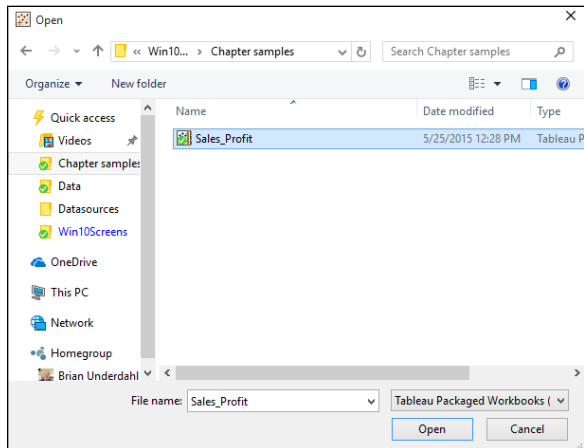 Open
« Win10... › Chapter samples
Search Chapter samples
Organize
New folder
Name
Date modified
Type
Quick access
Videos
Chapter samples
Data
Datasources
Win10Screens
OneDrive
This PC
Network
Homegroup
Brian Underdahl
Sales_Profit
5/25/2015 12:28 PM
Tableau P
File name:
Sales_Profit
Tableau Packaged Workbooks (
Open
Cancel